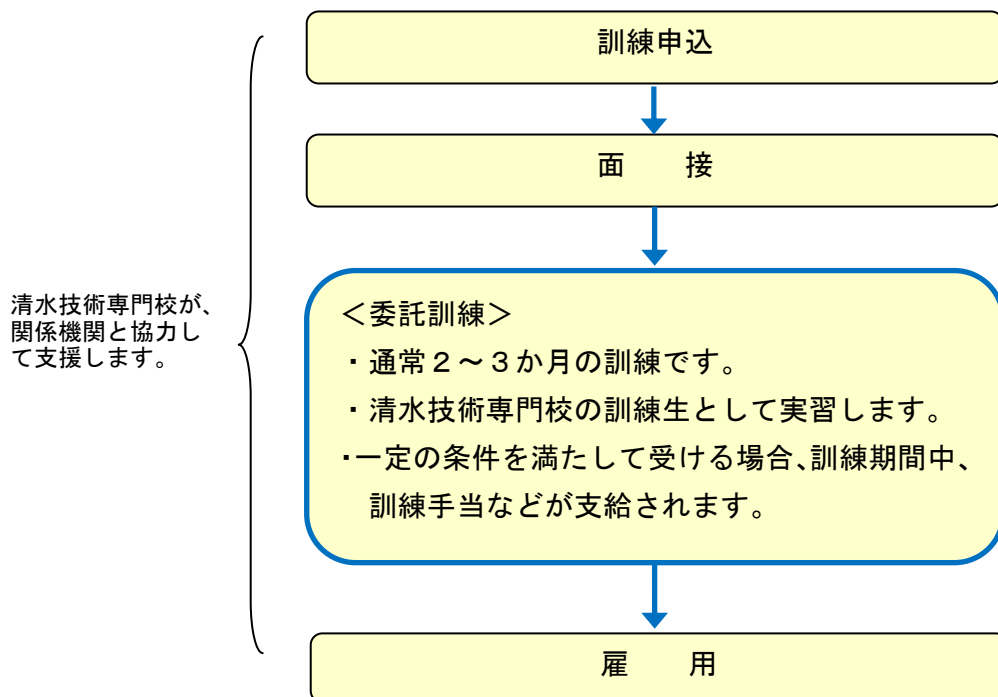 訓練申込
面　　接
清水技術専門校が、
関係機関と協力し
て支援します。
＜委託訓練＞
・通常２～３か月の訓練です。
・清水技術専門校の訓練生として実習します。
・一定の条件を満たして受ける場合、訓練期間中、
訓練手当などが支給されます。
雇　　用